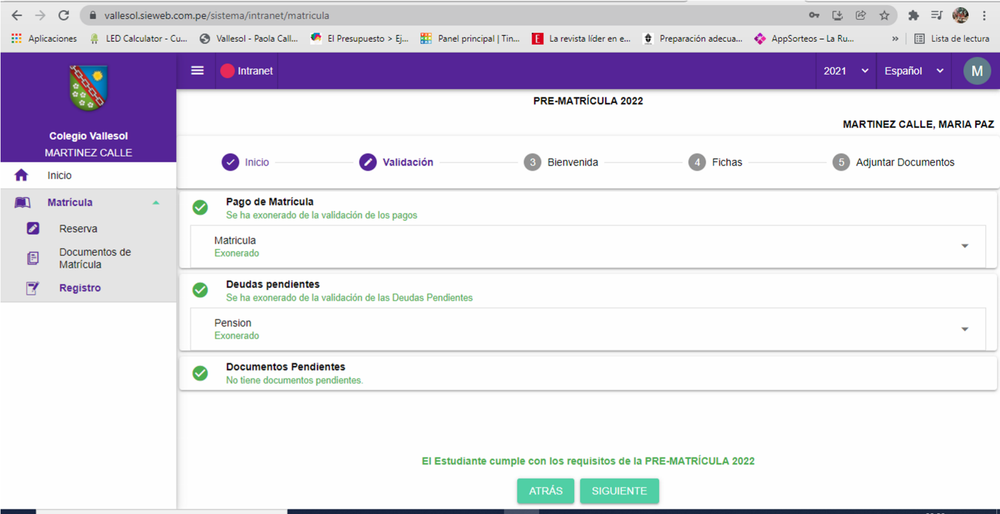 vallesol.sieweb.com.pe/sistema/intranet/matricula
Aplicaciones LED Calculator - Cu... Vallesol - Paola Call... El Presupuesto > Ej... Panel principal | Tin... La revista líder en e... Preparación adecua... AppSorteos – La Ru... » Lista de lectura
Intranet 2021 Español M
PRE-MATRÍCULA 2022
MARTINEZ CALLE, MARIA PAZ
Colegio Vallesol
MARTINEZ CALLE
Inicio
Matrícula
Reserva
Documentos de
Matrícula
Registro
Inicio Validación 3 Bienvenida 4 Fichas 5 Adjuntar Documentos
Pago de Matrícula
Se ha exonerado de la validación de los pagos
Matricula
Exonerado
Deudas pendientes
Se ha exonerado de la validación de las Deudas Pendientes
Pension
Exonerado
Documentos Pendientes
No tiene documentos pendientes.
El Estudiante cumple con los requisitos de la PRE-MATRÍCULA 2022
ATRÁS SIGUIENTE